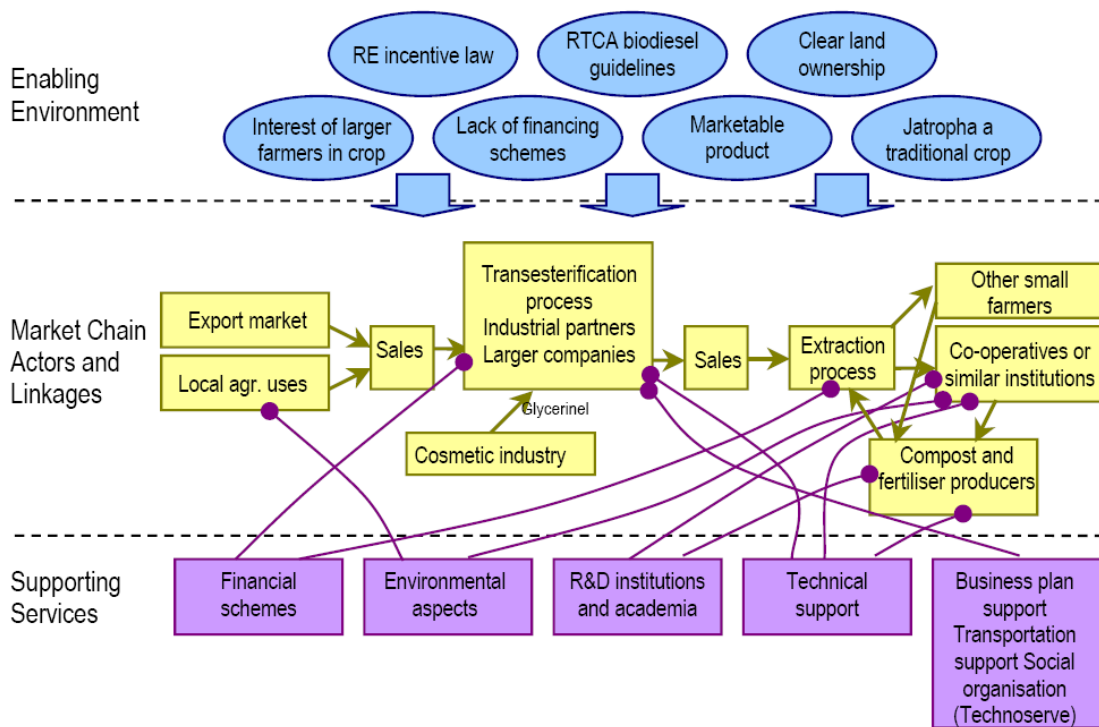 Enabling
Environment
RE incentive law
RTCA biodiesel
guidelines
Clear land
ownership
Interest of larger
farmers in crop
Lack of financing
schemes
Marketable
product
Jatropha a
traditional crop
Market Chain
Actors and
Linkages
Export market
Local agr. uses
Sales
Transesterification
process
Industrial partners
Larger companies
Glycerinel
Cosmetic industry
Sales
Extraction
process
Other small
farmers
Co-operatives or
similar institutions
Compost and
fertiliser producers
Supporting
Services
Financial
schemes
Environmental
aspects
R&D institutions
and academia
Technical
support
Business plan
support
Transportation
support Social
organisation
(Technoserve)